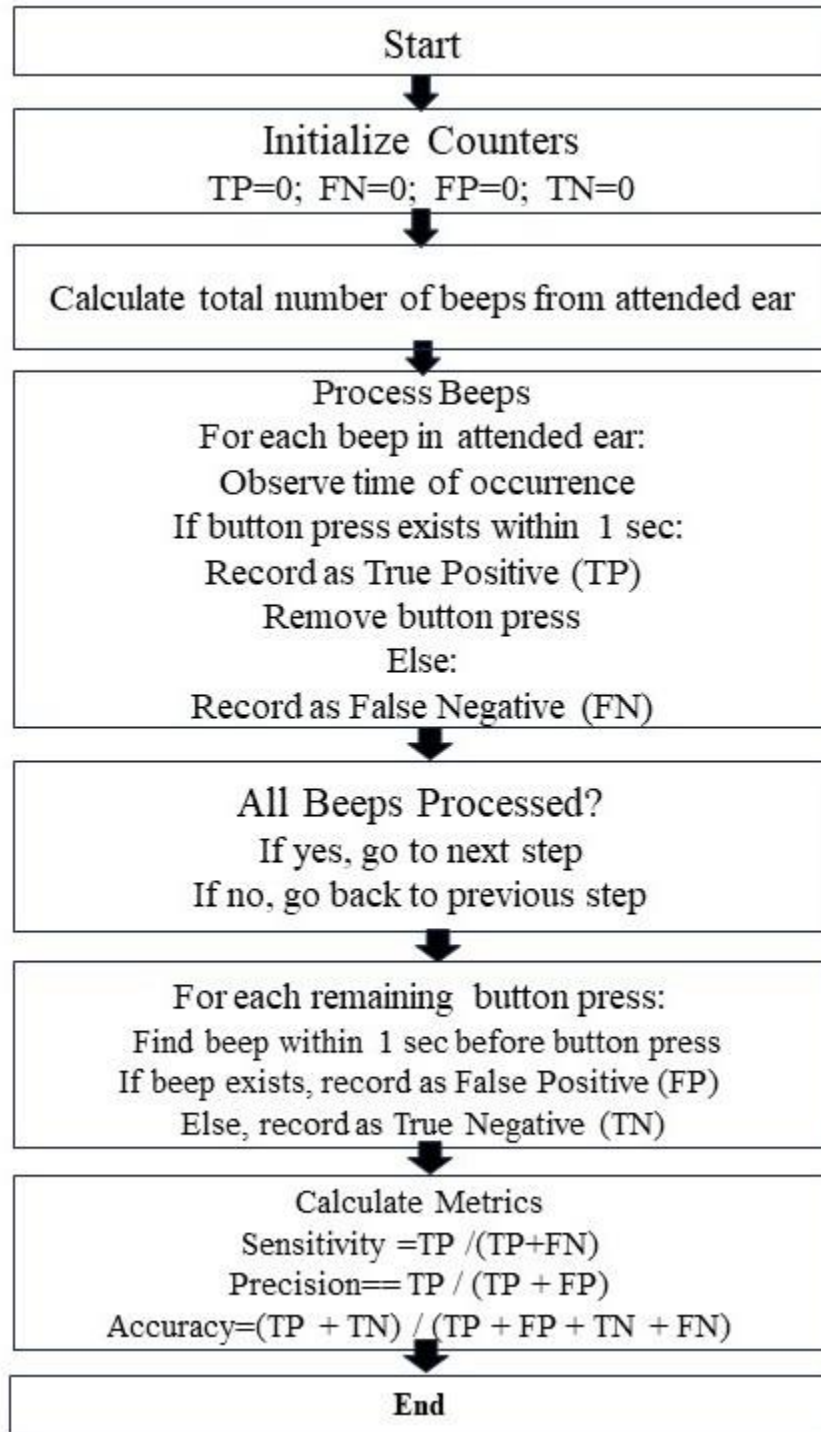 Start
Initialize Counters
TP=0; FN=0; FP=0; TN=0
Calculate total number of beeps from attended ear
Process Beeps
For each beep in attended ear:
Observe time of occurrence
If button press exists within 1 sec:
Record as True Positive (TP)
Remove button press
Else:
Record as False Negative (FN)
All Beeps Processed?
If yes, go to next step
If no, go back to previous step
For each remaining button press:
Find beep within 1 sec before button press
If beep exists, record as False Positive (FP)
Else, record as True Negative (TN)
Calculate Metrics
Sensitivity =TP /(TP+FN)
Precision== TP / (TP + FP)
Accuracy=(TP + TN) / (TP + FP + TN + FN)
End